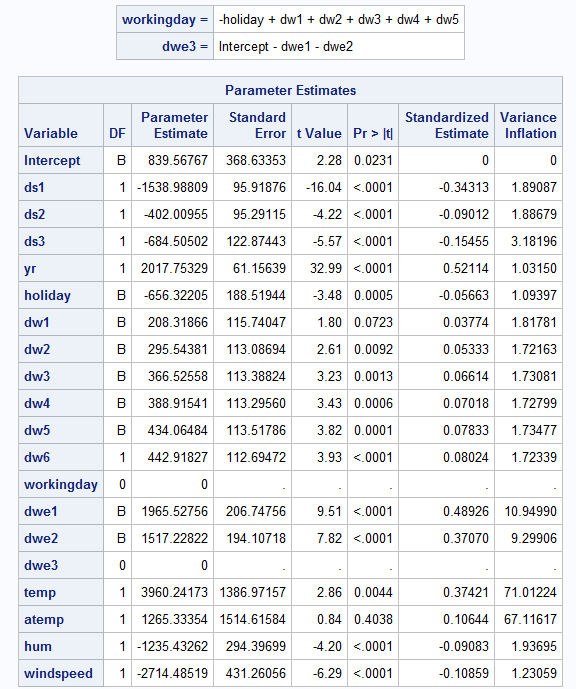 workingday = -holiday + dw1 + dw2 + dw3 + dw4 + dw5
dwe3 = Intercept - dwe1 - dwe2
Parameter Estimates
Variable DF Parameter Estimate Standard Error t Value Pr > |t| Standardized Estimate Variance Inflation
Intercept B 839.56767 368.63353 2.28 0.0231 0 0
ds1 1 -1538.98809 95.91876 -16.04 <.0001 -0.34313 1.89087
ds2 1 -402.00955 95.29115 -4.22 <.0001 -0.09012 1.88679
ds3 1 -684.50502 122.87443 -5.57 <.0001 -0.15455 3.18196
yr 1 2017.75329 61.15639 32.99 <.0001 0.52114 1.03150
holiday B -656.32205 188.51944 -3.48 0.0005 -0.05663 1.09397
dw1 B 208.31866 115.74047 1.80 0.0723 0.03774 1.81781
dw2 B 295.54381 113.08694 2.61 0.0092 0.05333 1.72163
dw3 B 366.52558 113.38824 3.23 0.0013 0.06614 1.73081
dw4 B 388.91541 113.29560 3.43 0.0006 0.07018 1.72799
dw5 B 434.06484 113.51786 3.82 0.0001 0.07833 1.73477
dw6 1 442.91827 112.69472 3.93 <.0001 0.08024 1.72339
workingday 0 0 . . . . .
dwe1 B 1965.52756 206.74756 9.51 <.0001 0.48926 10.94990
dwe2 B 1517.22822 194.10718 7.82 <.0001 0.37070 9.29906
dwe3 0 0 . . . . .
temp 1 3960.24173 1386.97157 2.86 0.0044 0.37421 71.01224
atemp 1 1265.33354 1514.61584 0.84 0.4038 0.10644 67.11617
hum 1 -1235.43262 294.39699 -4.20 <.0001 -0.09083 1.93695
windspeed 1 -2714.48519 431.26056 -6.29 <.0001 -0.10859 1.23059